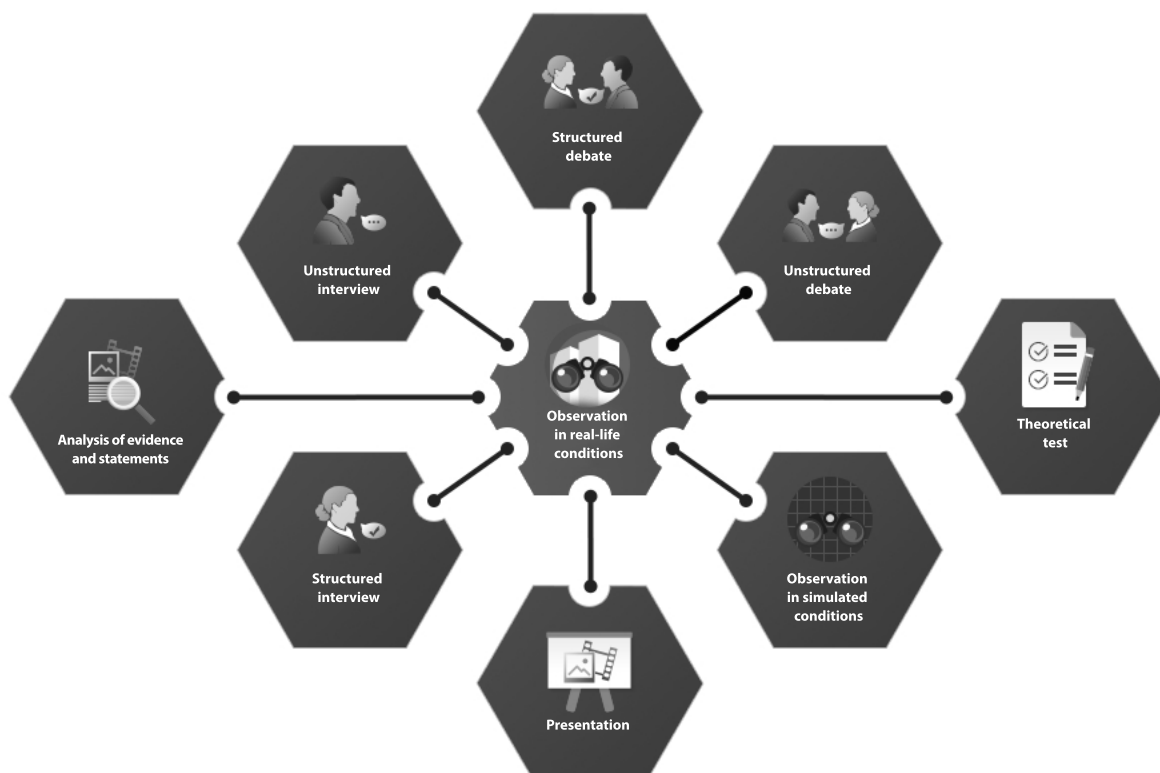 Structured
debate
Unstructured
interview
Unstructured
debate
Analysis of evidence
and statements
Observation
in real-life
conditions
Theoretical
test
Structured
interview
Observation
in simulated
conditions
Presentation